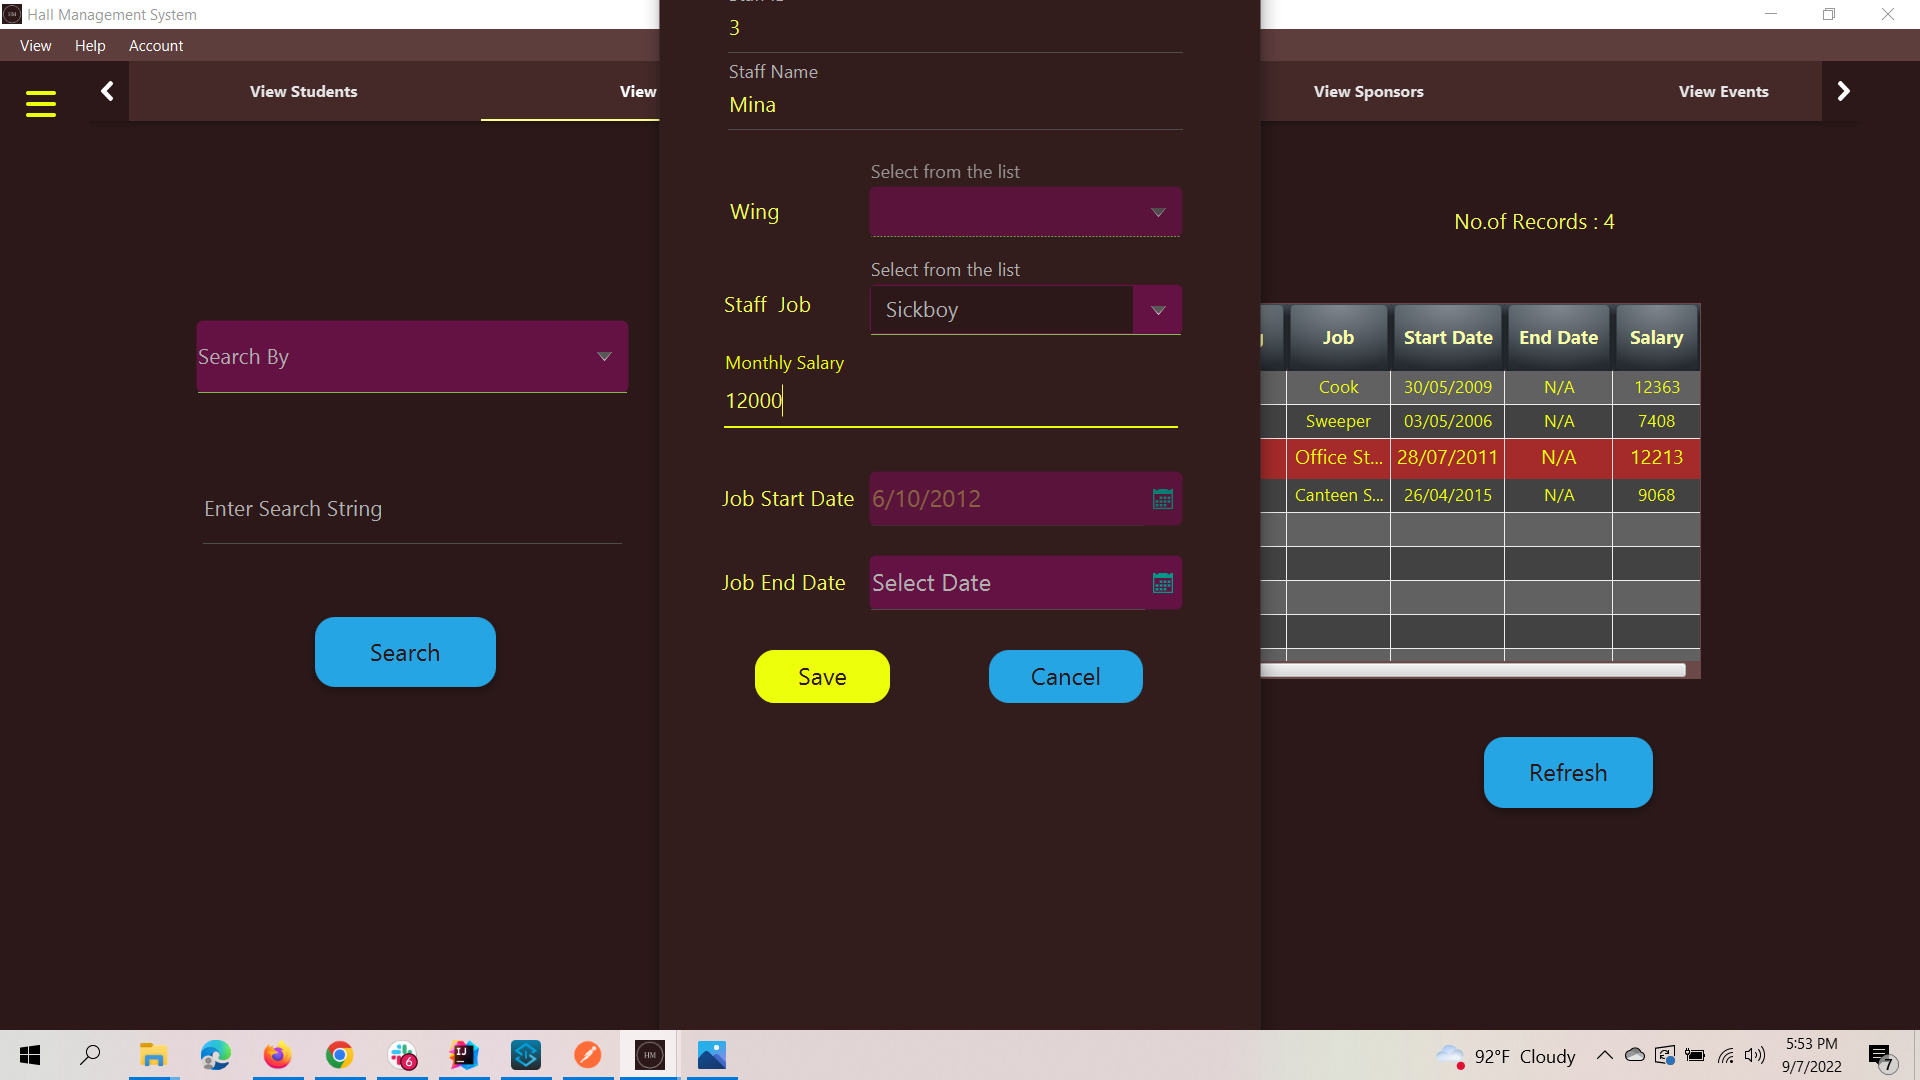 Hall Management System
View Help Account
View Students
View
View Sponsors
View Events
3
Staff Name
Mina
Select from the list
Wing
Select from the list
Staff Job
Sickboy
Monthly Salary
12000
Job Start Date
6/10/2012
Job End Date
Select Date
Save
Cancel
Search By
Enter Search String
Search
No.of Records : 4
Job Start Date End Date Salary
Cook 30/05/2009 N/A 12363
Sweeper 03/05/2006 N/A 7408
Office St... 28/07/2011 N/A 12213
Canteen S... 26/04/2015 N/A 9068
Refresh
6
HM
92°F Cloudy
5:53 PM
9/7/2022
7